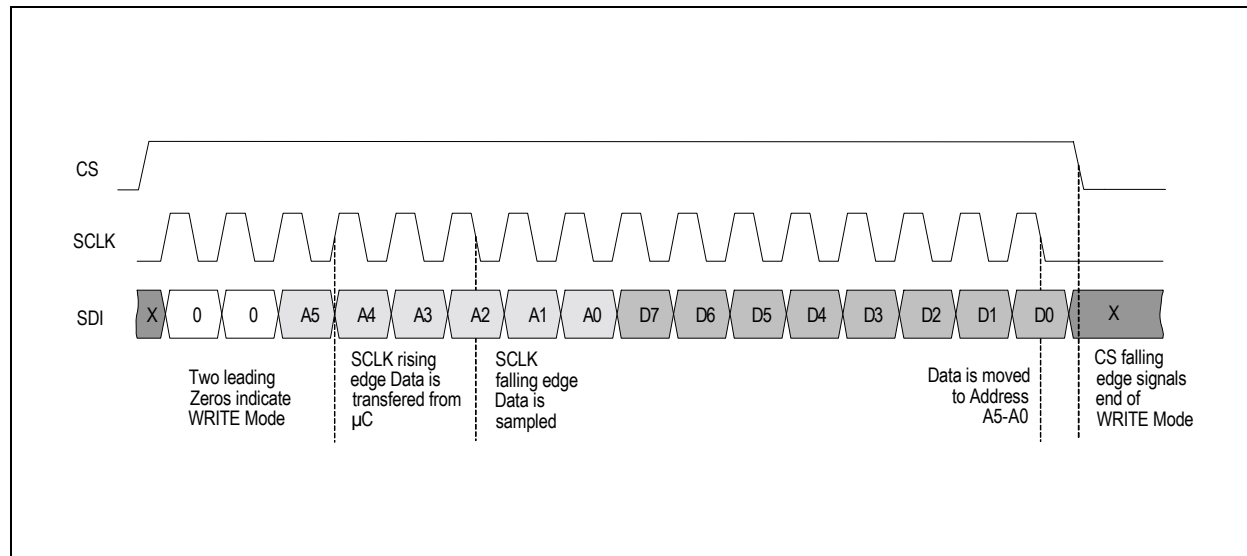 CS
SCLK
SDI X 0 0 A5 A4 A3 A2 A1 A0 D7 D6 D5 D4 D3 D2 D1 D0 X
Two leading
Zeros indicate
WRITE Mode
SCLK rising
edge Data is
transfered from
µC
SCLK
falling edge
Data is
sampled
Data is moved
to Address
A5-A0
CS falling
edge signals
end of
WRITE Mode